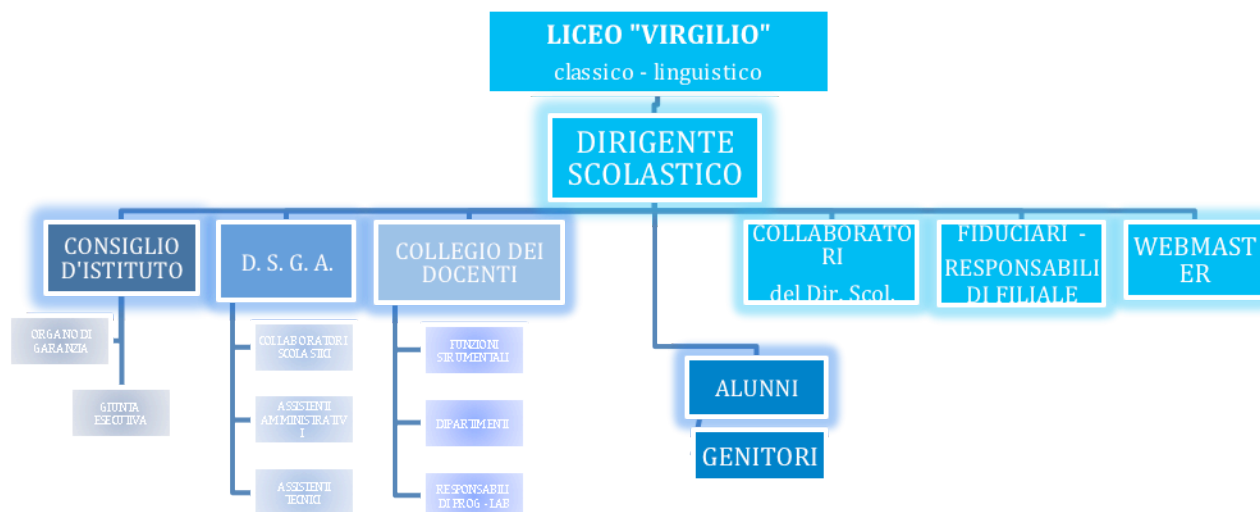 LICEO "VIRGILIO"
classico - linguistico
DIRIGENTE
SCOLASTICO
CONSIGLIO
D'ISTITUTO
D. S. G. A.
COLLEGIO DEI
DOCENTI
COLLABORATO
RI
del Dir. Scol.
FIDUCIARI -
RESPONSABILI
DI FILIALE
WEBMAST
ER
ORGANO DI
GARANZIA
GIUNTA
ESECUTIVA
COLLABORATORI
SCOLASTICI
ASSISTENTI
AMMINISTRATIV
I
ASSISTENTI
TECNICI
FUNZIONI
STRUMENTALI
DIPARTIMENTI
RESPONSABILI
DI PROG - LAB
ALUNNI
GENITORI